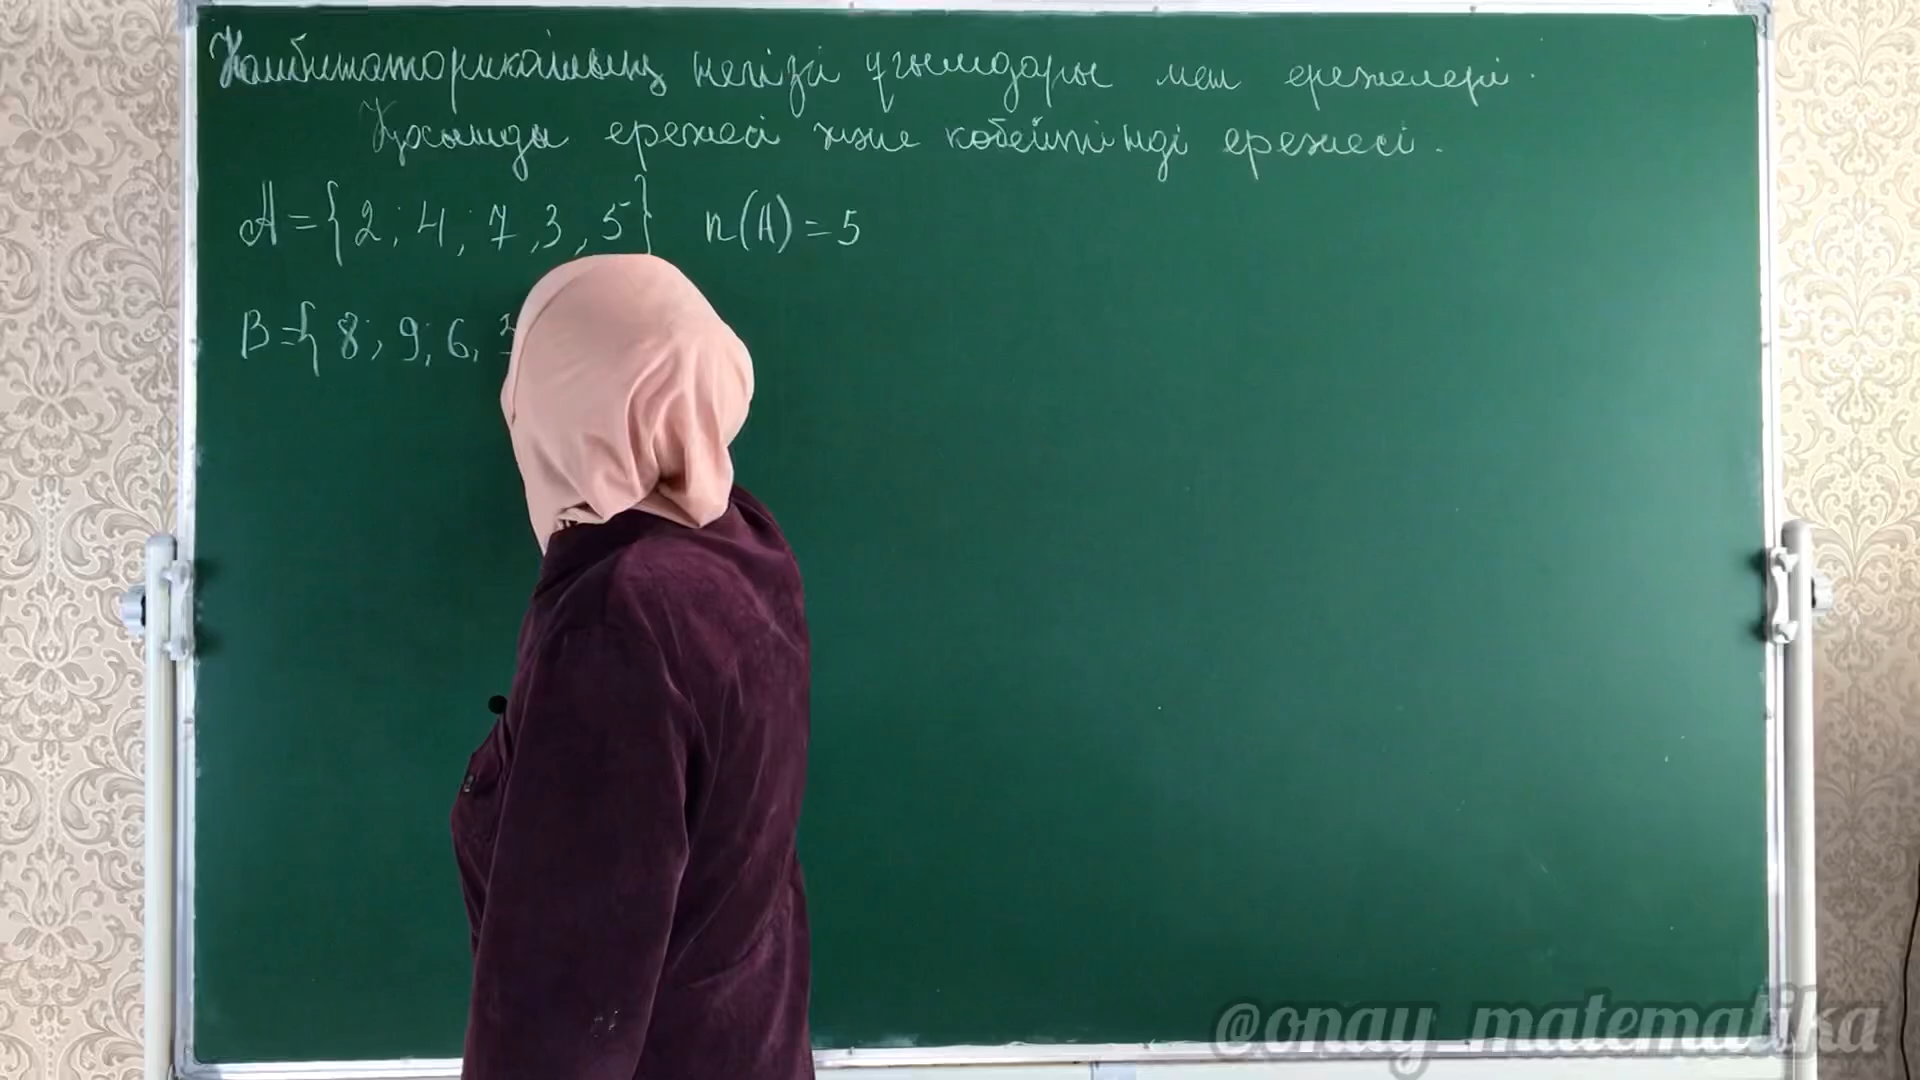 Комбинаториканың негізгі ұғымдары мен ережелері.
Қосынды ережесі және көбейтінді ережесі.
A = {2; 4; 7, 3, 5} n(A) = 5
B = { 8; 9; 6, 3
@onay_matematika